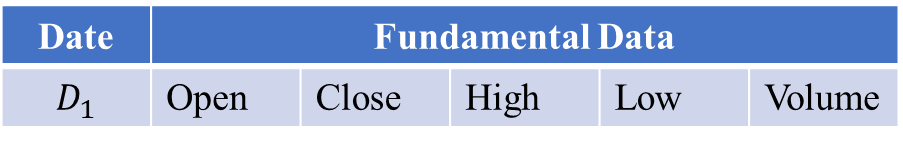 Date Fundamental Data
D₁ Open Close High Low Volume